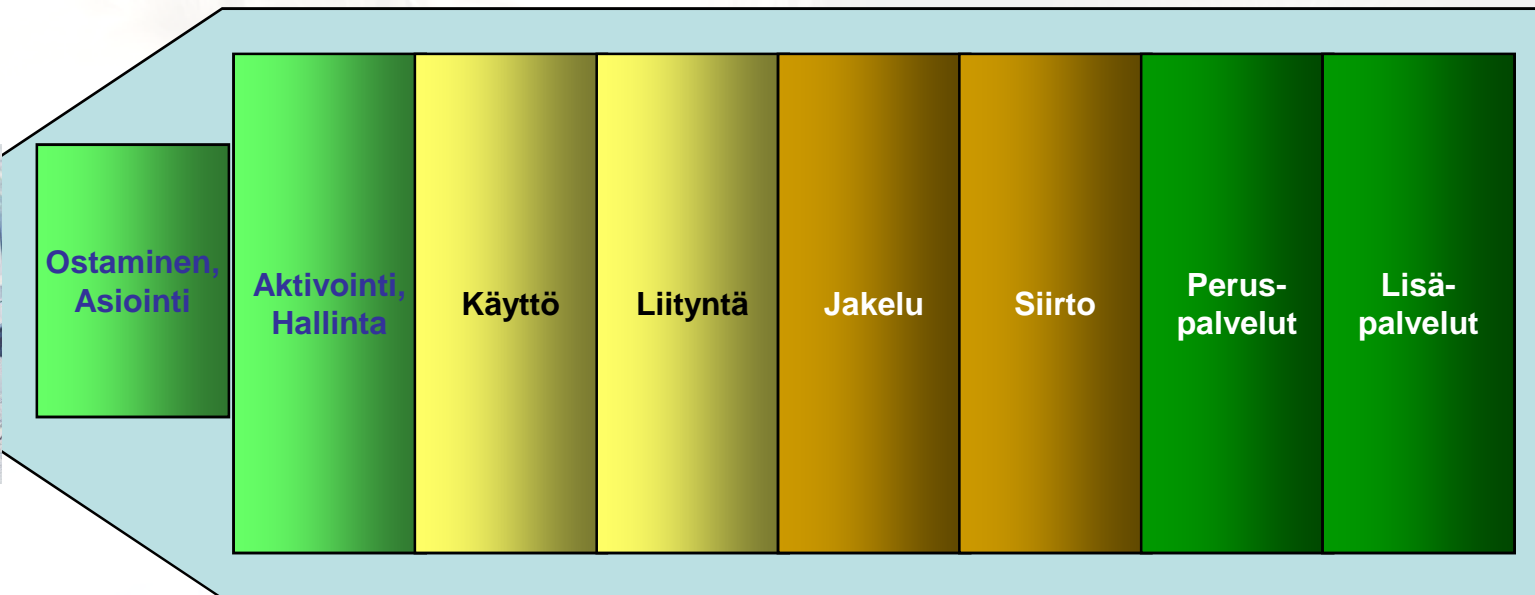 Ostaminen,
Asiointi
Aktivointi,
Hallinta
Käyttö
Liityntä
Jakelu
Siirto
Perus-
palvelut
Lisä-
palvelut